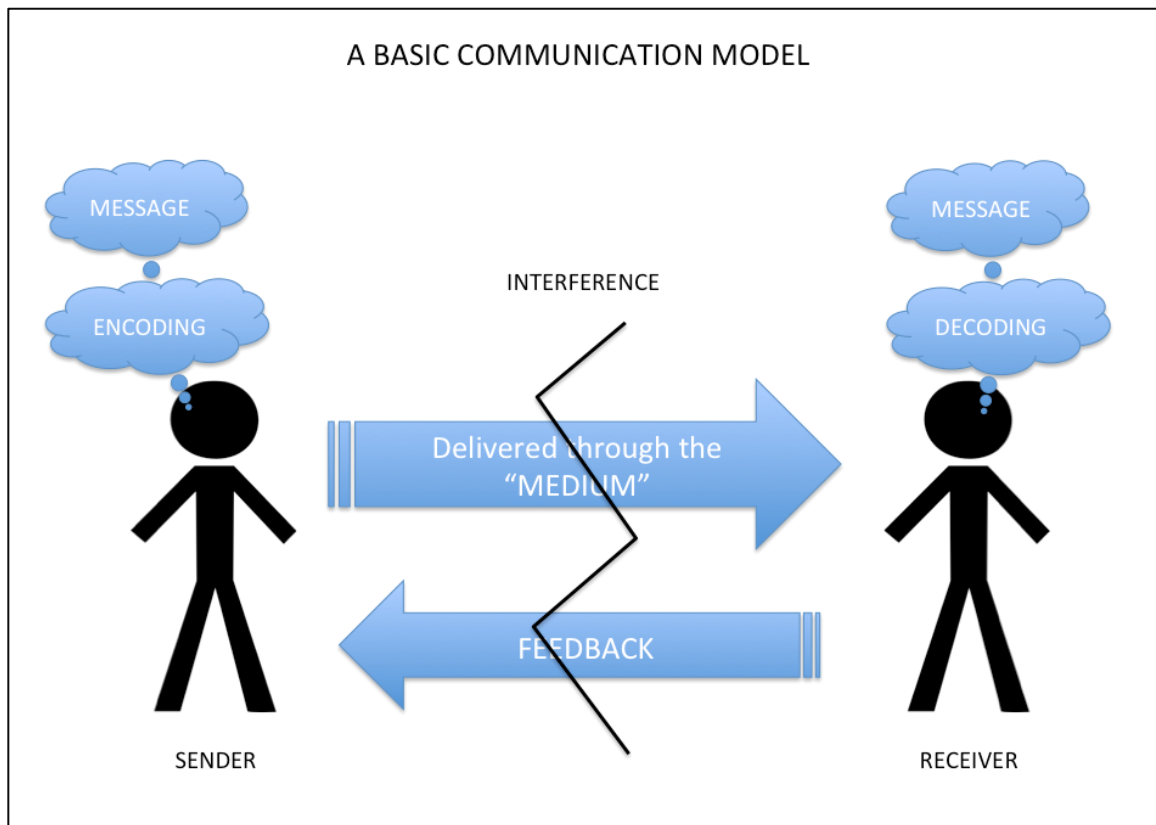 A BASIC COMMUNICATION MODEL
MESSAGE
MESSAGE
INTERFERENCE
ENCODING
DECODING
Delivered through the
“MEDIUM”
FEEDBACK
SENDER
RECEIVER